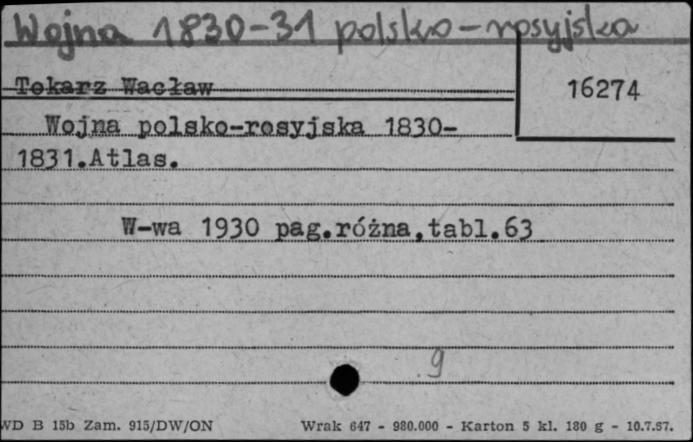 Wojna 1830-31 polsko-rosyjska
Tokarz Wacław
16274
Wojna polsko-rosyjska 1830-
1831.Atlas.
W-wa 1930 pag.różna,tabl.63
9
WD B 15b Zam. 915/DW/ON
Wrak 647 - 980.000 - Karton 5 kl. 180 g - 10.7.57.